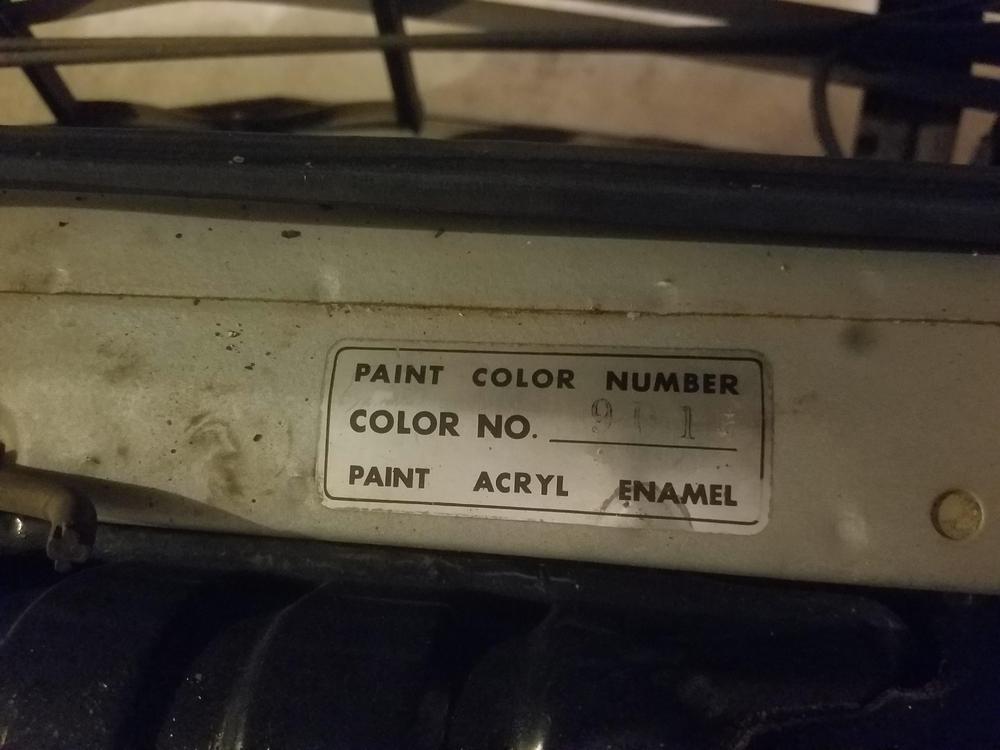 PAINT COLOR NUMBER
COLOR NO.
PAINT ACRYL ENAMEL